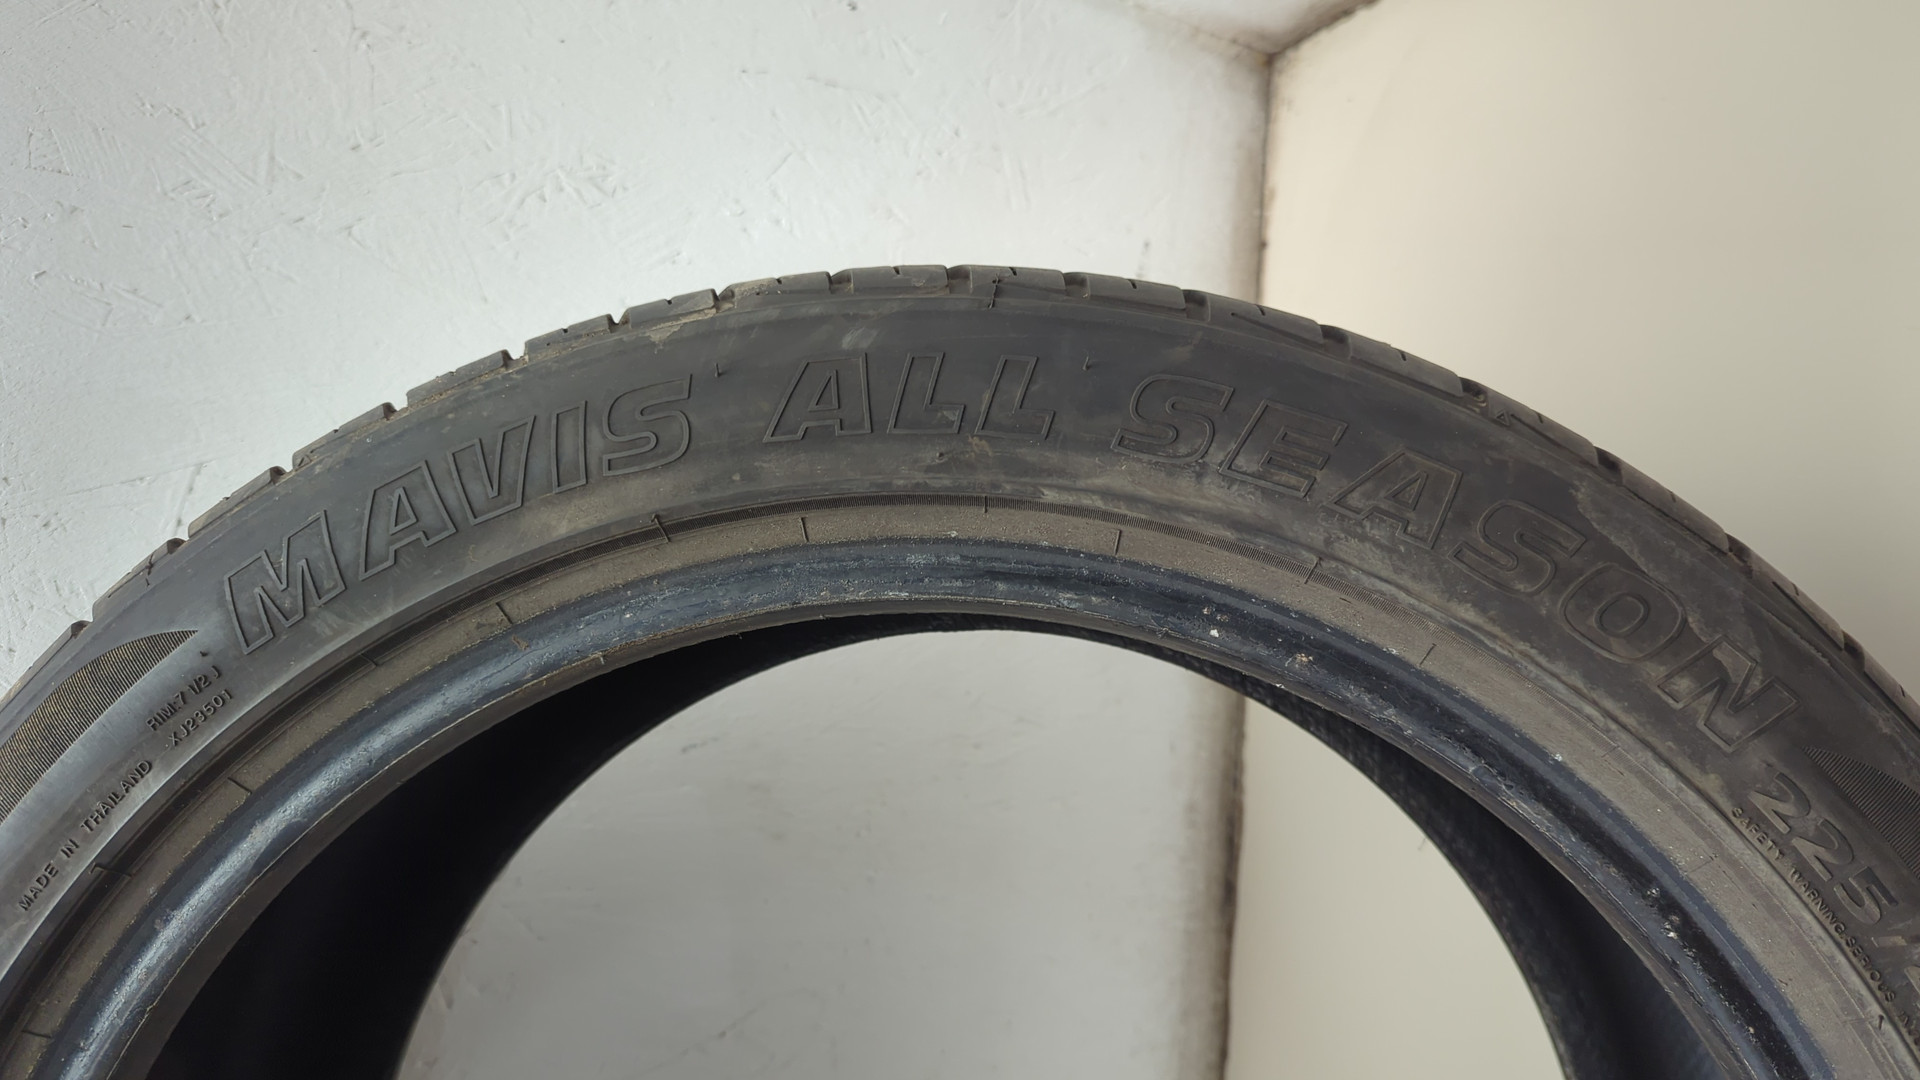 MAVIS ALL SEASON
225/
RIM:7 1/2 J
XJ23501
MADE IN THAILAND
SAFETY WARNING:SERIOUS